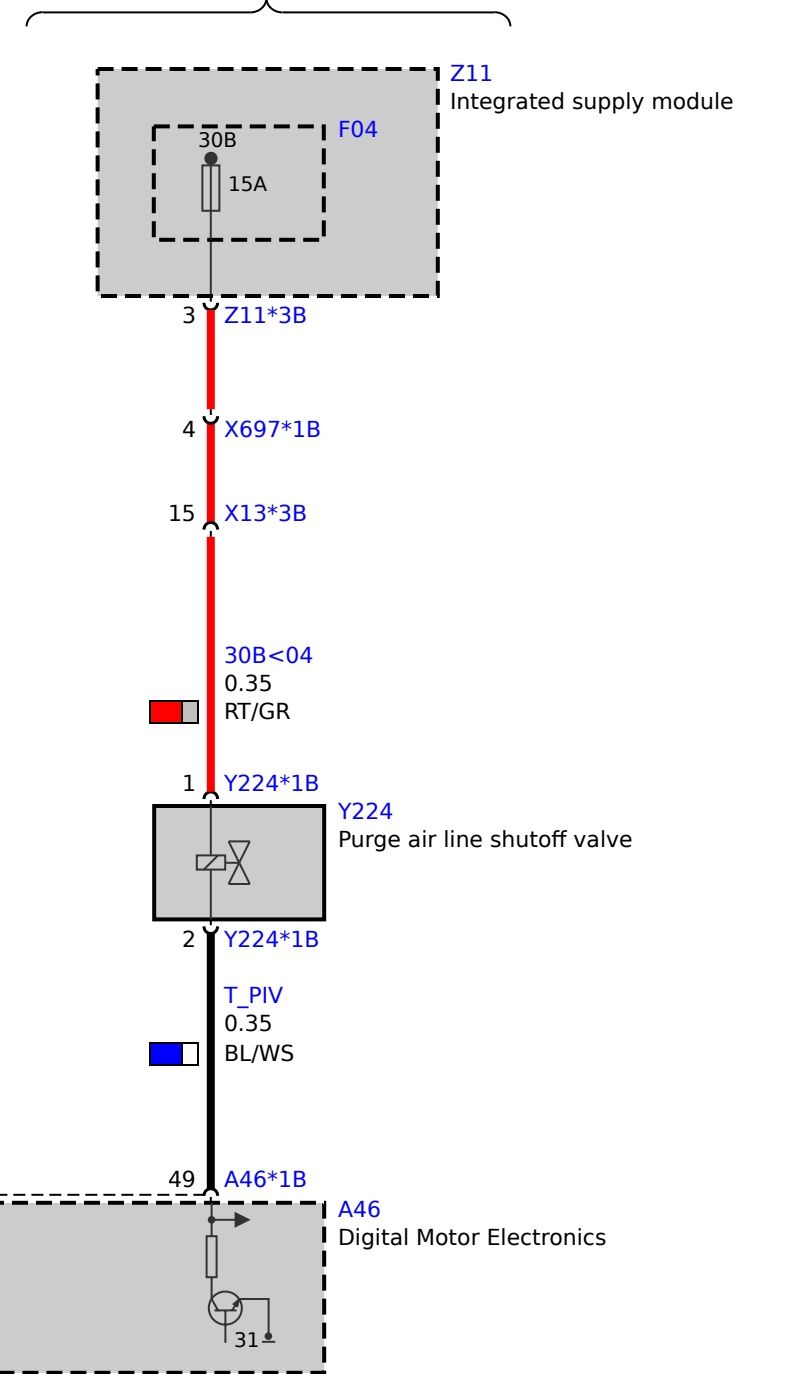 Z11
Integrated supply module
F04
30B
15A
3 Z11*3B
4 X697*1B
15 X13*3B
30B<04
0.35
RT/GR
1 Y224*1B
Y224
Purge air line shutoff valve
2 Y224*1B
T_PIV
0.35
BL/WS
49 A46*1B
A46
Digital Motor Electronics
31